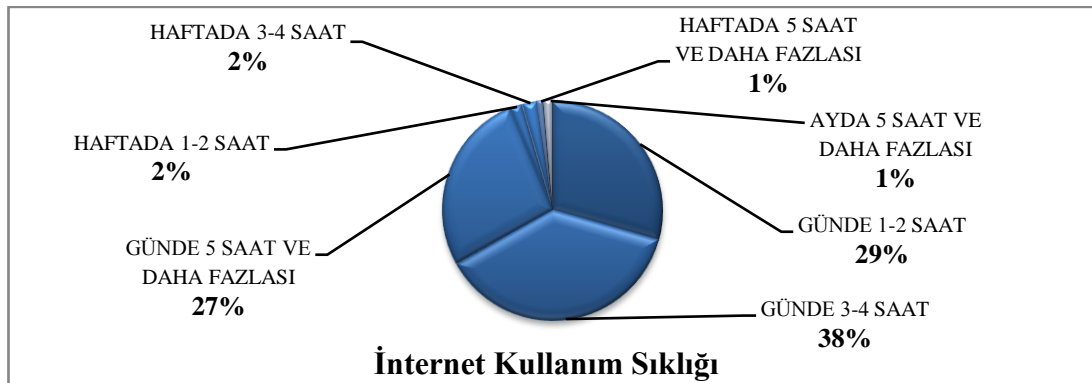 HAFTADA 3-4 SAAT
2%
HAFTADA 5 SAAT
VE DAHA FAZLASI
1%
HAFTADA 1-2 SAAT
2%
AYDA 5 SAAT VE
DAHA FAZLASI
1%
GÜNDE 5 SAAT VE
DAHA FAZLASI
27%
GÜNDE 1-2 SAAT
29%
GÜNDE 3-4 SAAT
38%
İnternet Kullanım Sıklığı